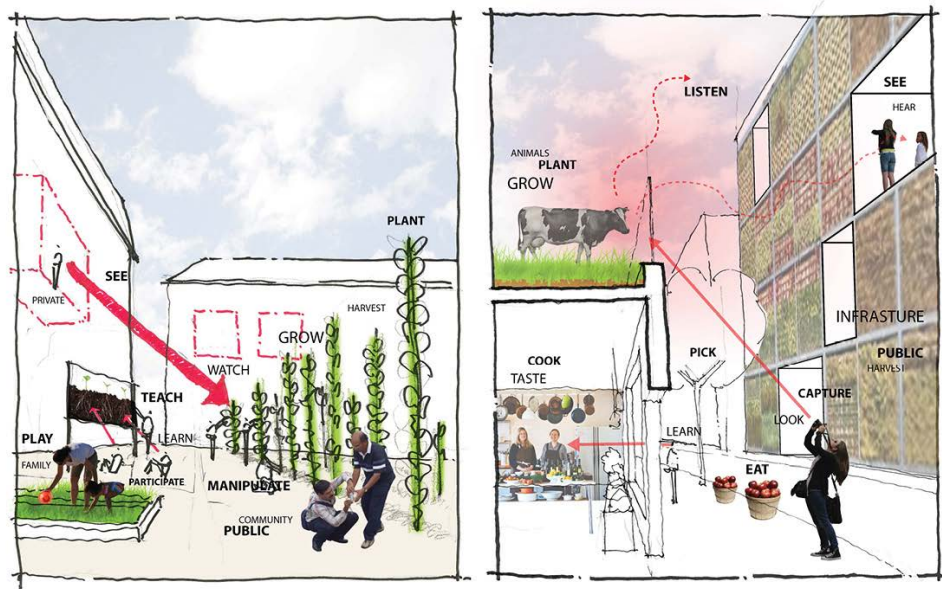 PLANT
SEE
PRIVATE
HARVEST
GROW
WATCH
TEACH
PLAY
LEARN
FAMILY
PARTICIPATE
MANIPULATE
COMMUNITY
PUBLIC
LISTEN
SEE
HEAR
ANIMALS
PLANT
GROW
INFRASTURE
PUBLIC
HARVEST
COOK
TASTE
PICK
CAPTURE
LOOK
LEARN
EAT